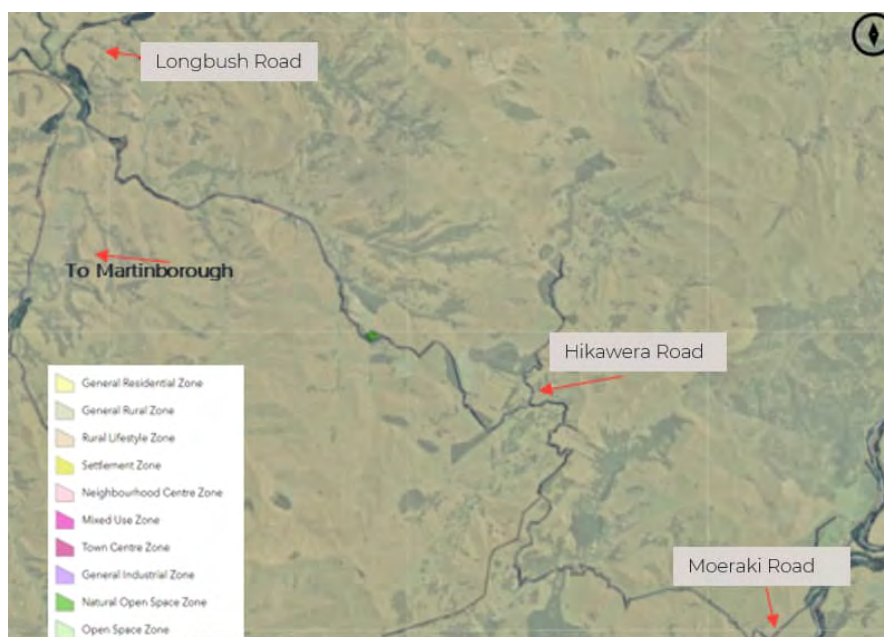 Longbush Road
To Martinborough
Hikawera Road
General Residential Zone
General Rural Zone
Rural Lifestyle Zone
Settlement Zone
Neighbourhood Centre Zone
Mixed Use Zone
Town Centre Zone
General Industrial Zone
Natural Open Space Zone
Open Space Zone
Moeraki Road